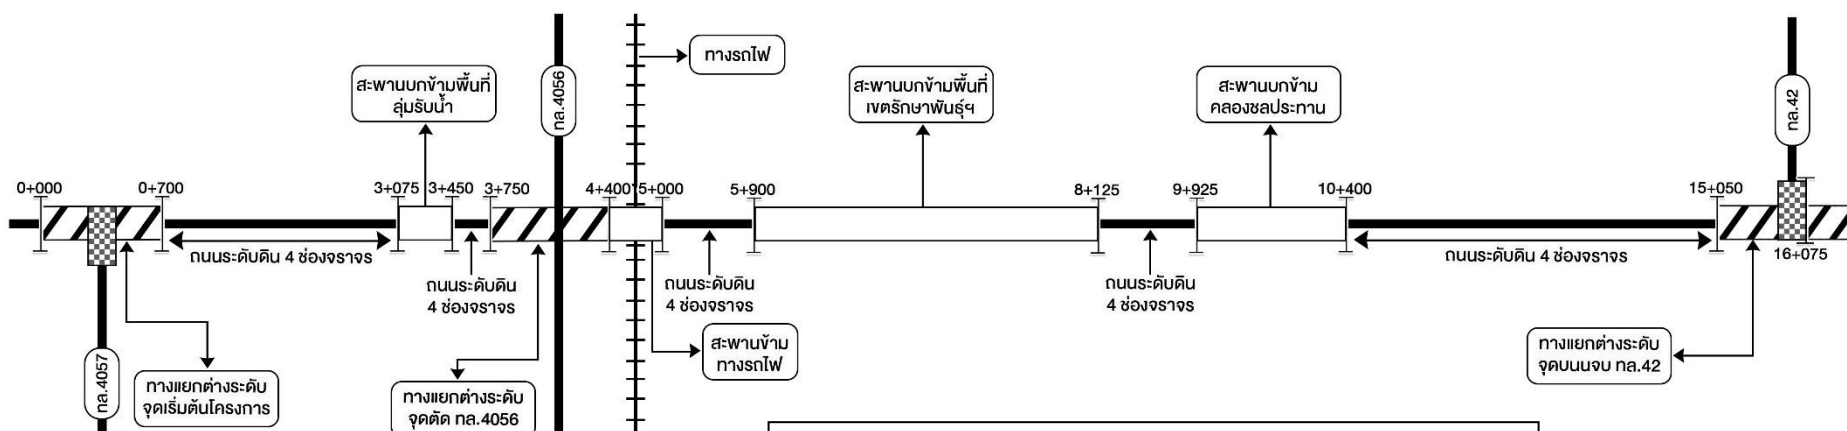 ทางรถไฟ
สะพานบกข้ามพื้นที่
ลุ่มรับน้ำ
ทล.4056
สะพานบกข้ามพื้นที่
เขตรักษาพันธุ์ฯ
สะพานบกข้าม
คลองชลประทาน
ทล.42
0+000
0+700
3+075
3+450
3+750
4+400
5+000
5+900
8+125
9+925
10+400
15+050
16+075
ถนนระดับดิน 4 ช่องจราจร
ถนนระดับดิน
4 ช่องจราจร
ถนนระดับดิน
4 ช่องจราจร
ถนนระดับดิน
4 ช่องจราจร
ถนนระดับดิน 4 ช่องจราจร
ทล.4057
ทางแยกต่างระดับ
จุดเริ่มต้นโครงการ
ทางแยกต่างระดับ
จุดตัด ทล.4056
สะพานข้าม
ทางรถไฟ
ทางแยกต่างระดับ
จุดบนนจบ ทล.42